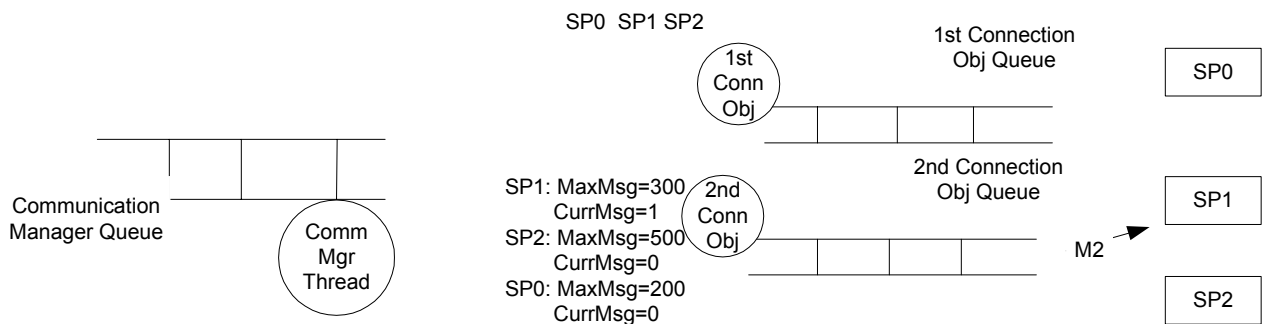 SP0 SP1 SP2
1st Connection
Obj Queue
1st
Conn
Obj
SP0
2nd Connection
Obj Queue
Communication
Manager Queue
Comm
Mgr
Thread
SP1: MaxMsg=300
CurrMsg=1
SP2: MaxMsg=500
CurrMsg=0
SP0: MaxMsg=200
CurrMsg=0
2nd
Conn
Obj
SP1
M2
SP2